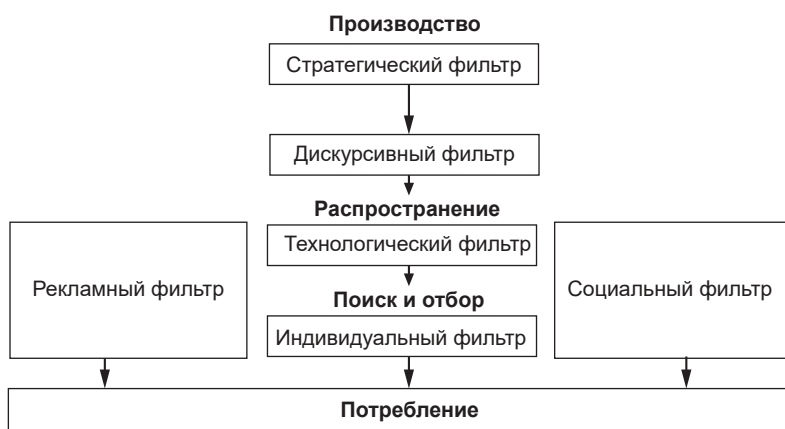 Производство
Стратегический фильтр
Дискурсивный фильтр
Распространение
Технологический фильтр
Рекламный фильтр
Социальный фильтр
Поиск и отбор
Индивидуальный фильтр
Потребление